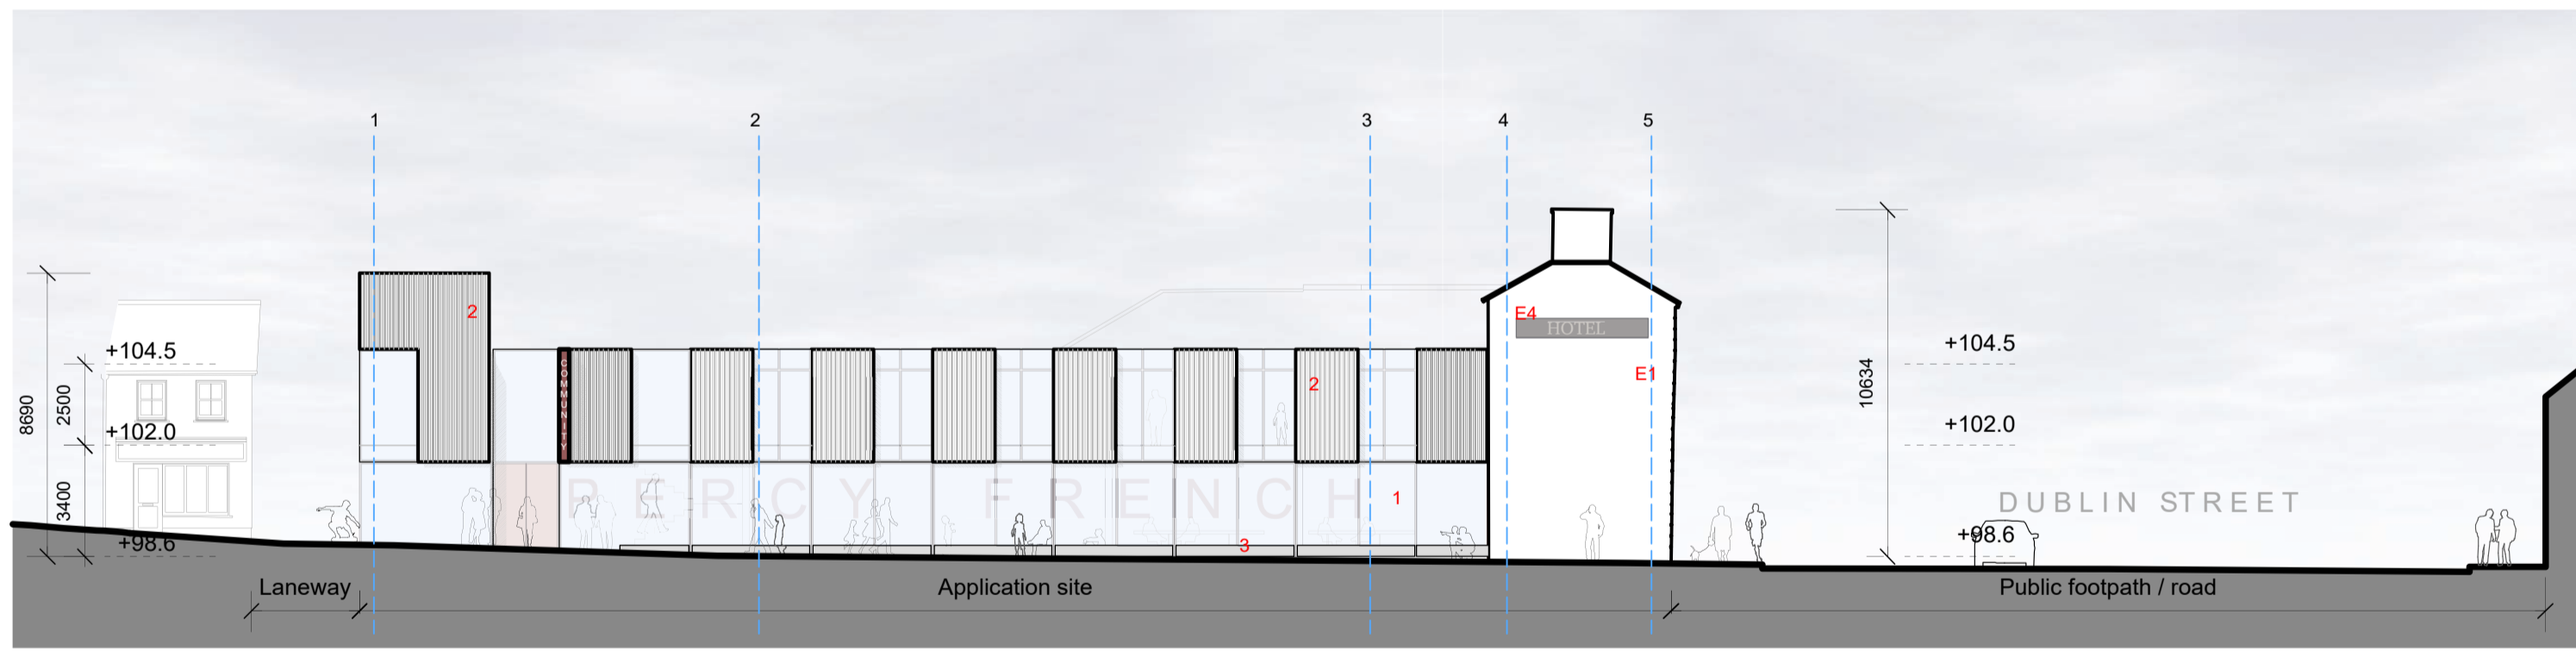 1
2
3
4
5
2
E4
HOTEL
+104.5
+104.5
E1
10634
8690
2500
COMMUNITY
2
+102.0
+102.0
3400
PERCY FRENCH
1
DUBLIN STREET
+98.6
3
+98.6
Laneway
Application site
Public footpath / road